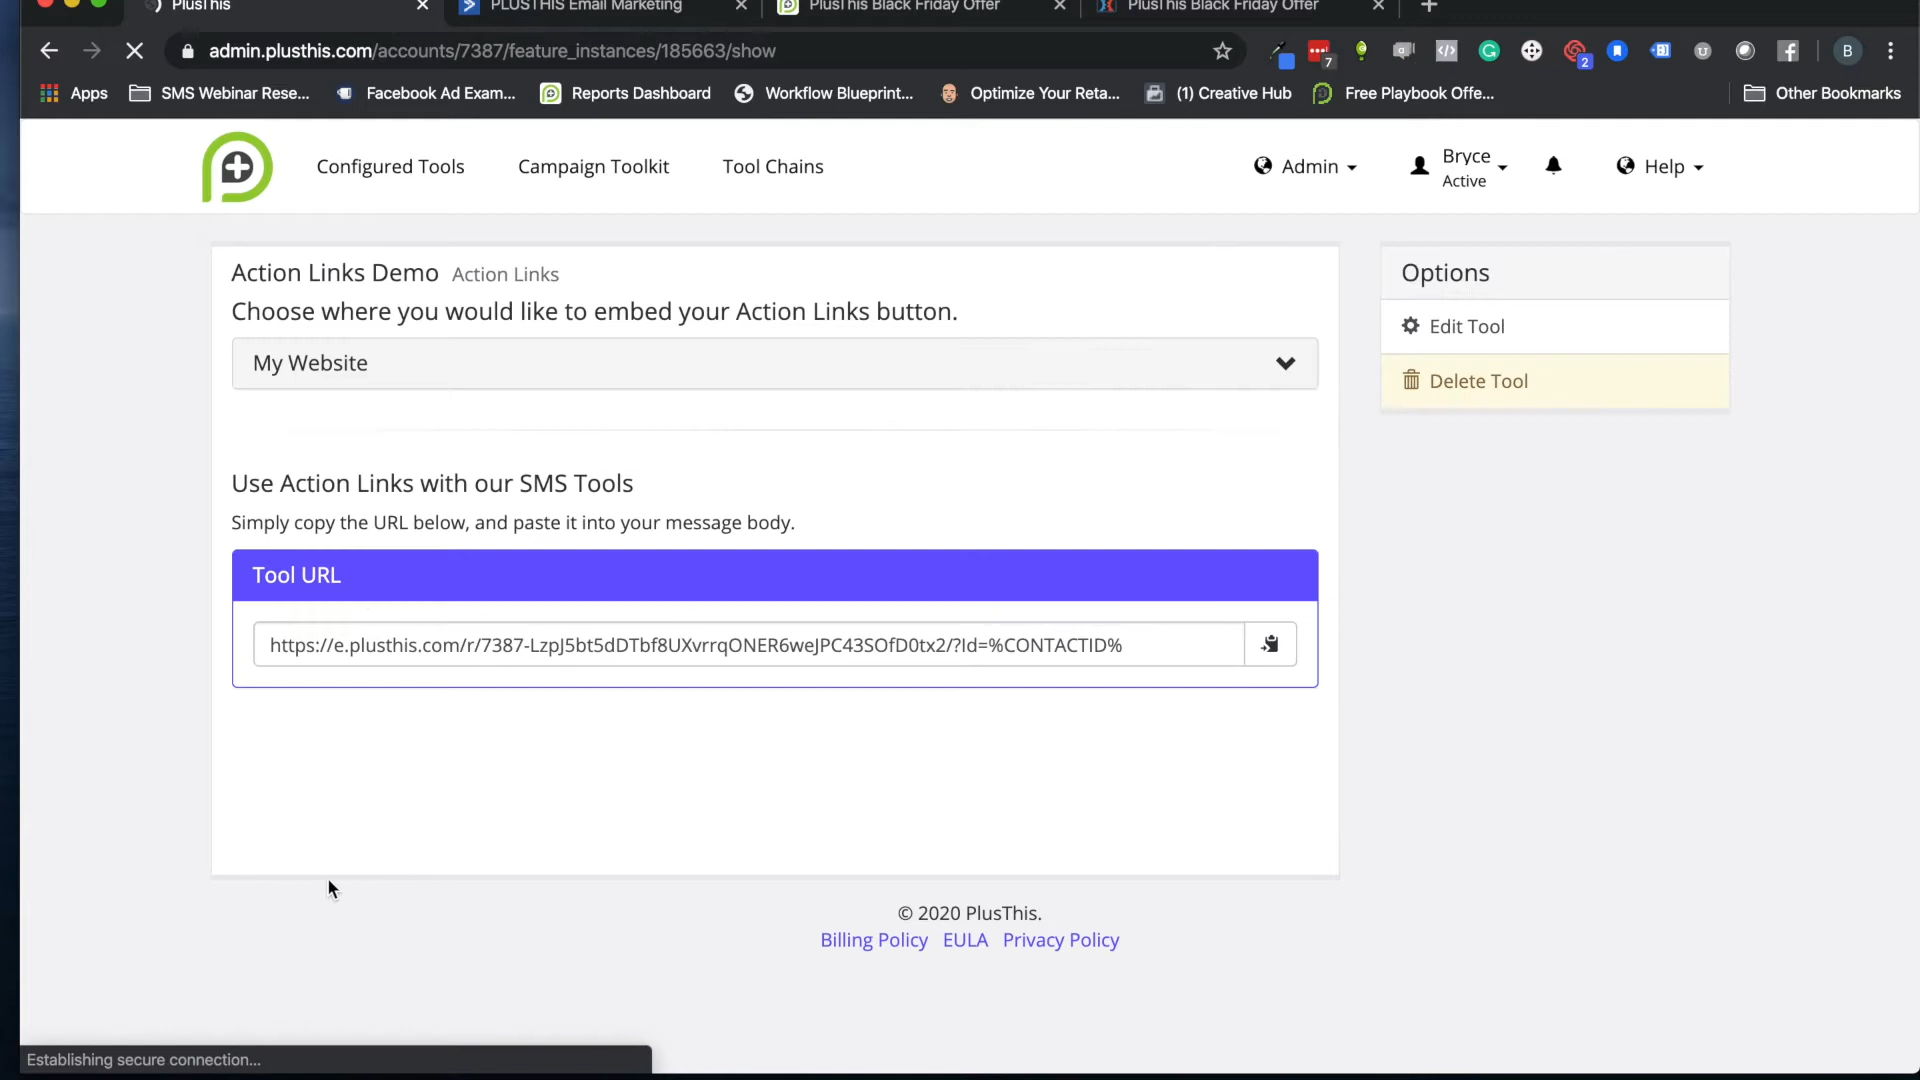 PlusThis
PLUSTHIS Email Marketing
PlusThis Black Friday Offer
PlusThis Black Friday Offer
admin.plusthis.com/accounts/7387/feature_instances/185663/show
7
2
B
Apps
SMS Webinar Rese...
Facebook Ad Exam...
Reports Dashboard
Workflow Blueprint...
Optimize Your Reta...
(1) Creative Hub
Free Playbook Offe...
Other Bookmarks
Configured Tools
Campaign Toolkit
Tool Chains
Admin
Bryce
Active
Help
Action Links Demo Action Links
Choose where you would like to embed your Action Links button.
My Website
Options
Edit Tool
Delete Tool
Use Action Links with our SMS Tools
Simply copy the URL below, and paste it into your message body.
Tool URL
https://e.plusthis.com/r/7387-LzpJ5bt5dDTbf8UXvrrqONER6weJPC43SOfD0tx2/?Id=%CONTACTID%
© 2020 PlusThis.
Billing Policy EULA Privacy Policy
Establishing secure connection...